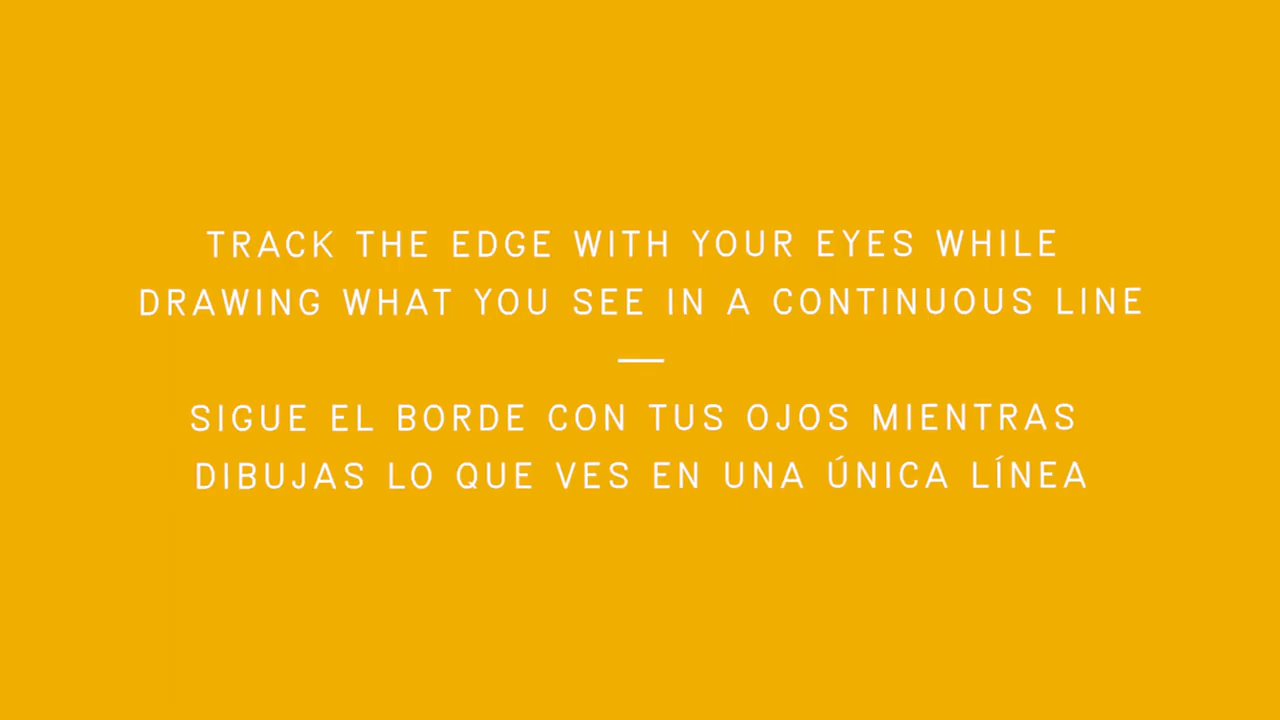 TRACK THE EDGE WITH YOUR EYES WHILE
DRAWING WHAT YOU SEE IN A CONTINUOUS LINE
—
SIGUE EL BORDE CON TUS OJOS MIENTRAS
DIBUJAS LO QUE VES EN UNA ÚNICA LÍNEA